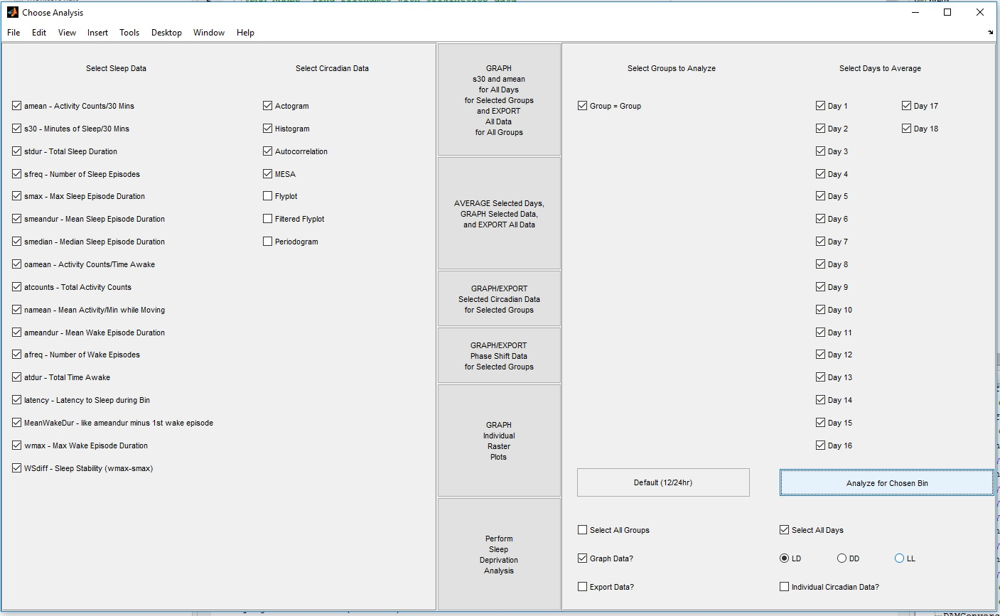 Choose Analysis
File Edit View Insert Tools Desktop Window Help
Select Sleep Data
amean - Activity Counts/30 Mins
s30 - Minutes of Sleep/30 Mins
stdur - Total Sleep Duration
sfreq - Number of Sleep Episodes
smax - Max Sleep Episode Duration
smeandur - Mean Sleep Episode Duration
smedian - Median Sleep Episode Duration
oamean - Activity Counts/Time Awake
atcounts - Total Activity Counts
namean - Mean Activity/Min while Moving
ameandur - Mean Wake Episode Duration
afreq - Number of Wake Episodes
atdur - Total Time Awake
latency - Latency to Sleep during Bin
MeanWakeDur - like ameandur minus 1st wake episode
wmax - Max Wake Episode Duration
WSdiff - Sleep Stability (wmax-smax)
Select Circadian Data
Actogram
Histogram
Autocorrelation
MESA
Flyplot
Filtered Flyplot
Periodogram
GRAPH
s30 and amean
for All Days
for Selected Groups
and EXPORT
All Data
for All Groups
AVERAGE Selected Days,
GRAPH Selected Data,
and EXPORT All Data
GRAPH/EXPORT
Selected Circadian Data
for Selected Groups
GRAPH/EXPORT
Phase Shift Data
for Selected Groups
GRAPH
Individual
Raster
Plots
Perform
Sleep
Deprivation
Analysis
Select Groups to Analyze
Group = Group
Select Days to Average
Day 1
Day 2
Day 3
Day 4
Day 5
Day 6
Day 7
Day 8
Day 9
Day 10
Day 11
Day 12
Day 13
Day 14
Day 15
Day 16
Day 17
Day 18
Default (12/24hr)
Analyze for Chosen Bin
Select All Groups
Select All Days
Graph Data?
LD DD LL
Export Data?
Individual Circadian Data?